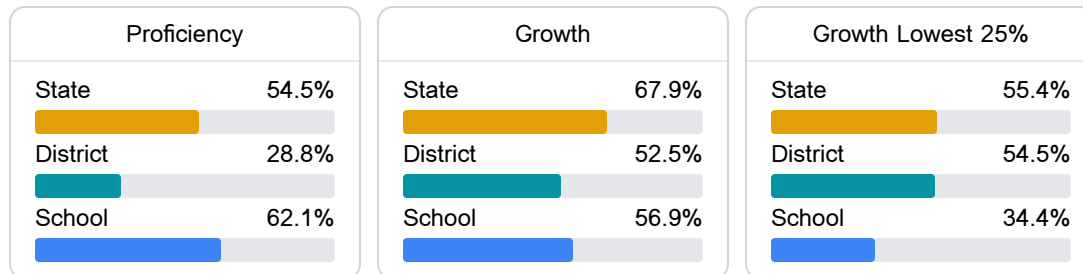 Proficiency
State 54.5%
District 28.8%
School 62.1%
Growth
State 67.9%
District 52.5%
School 56.9%
Growth Lowest 25%
State 55.4%
District 54.5%
School 34.4%